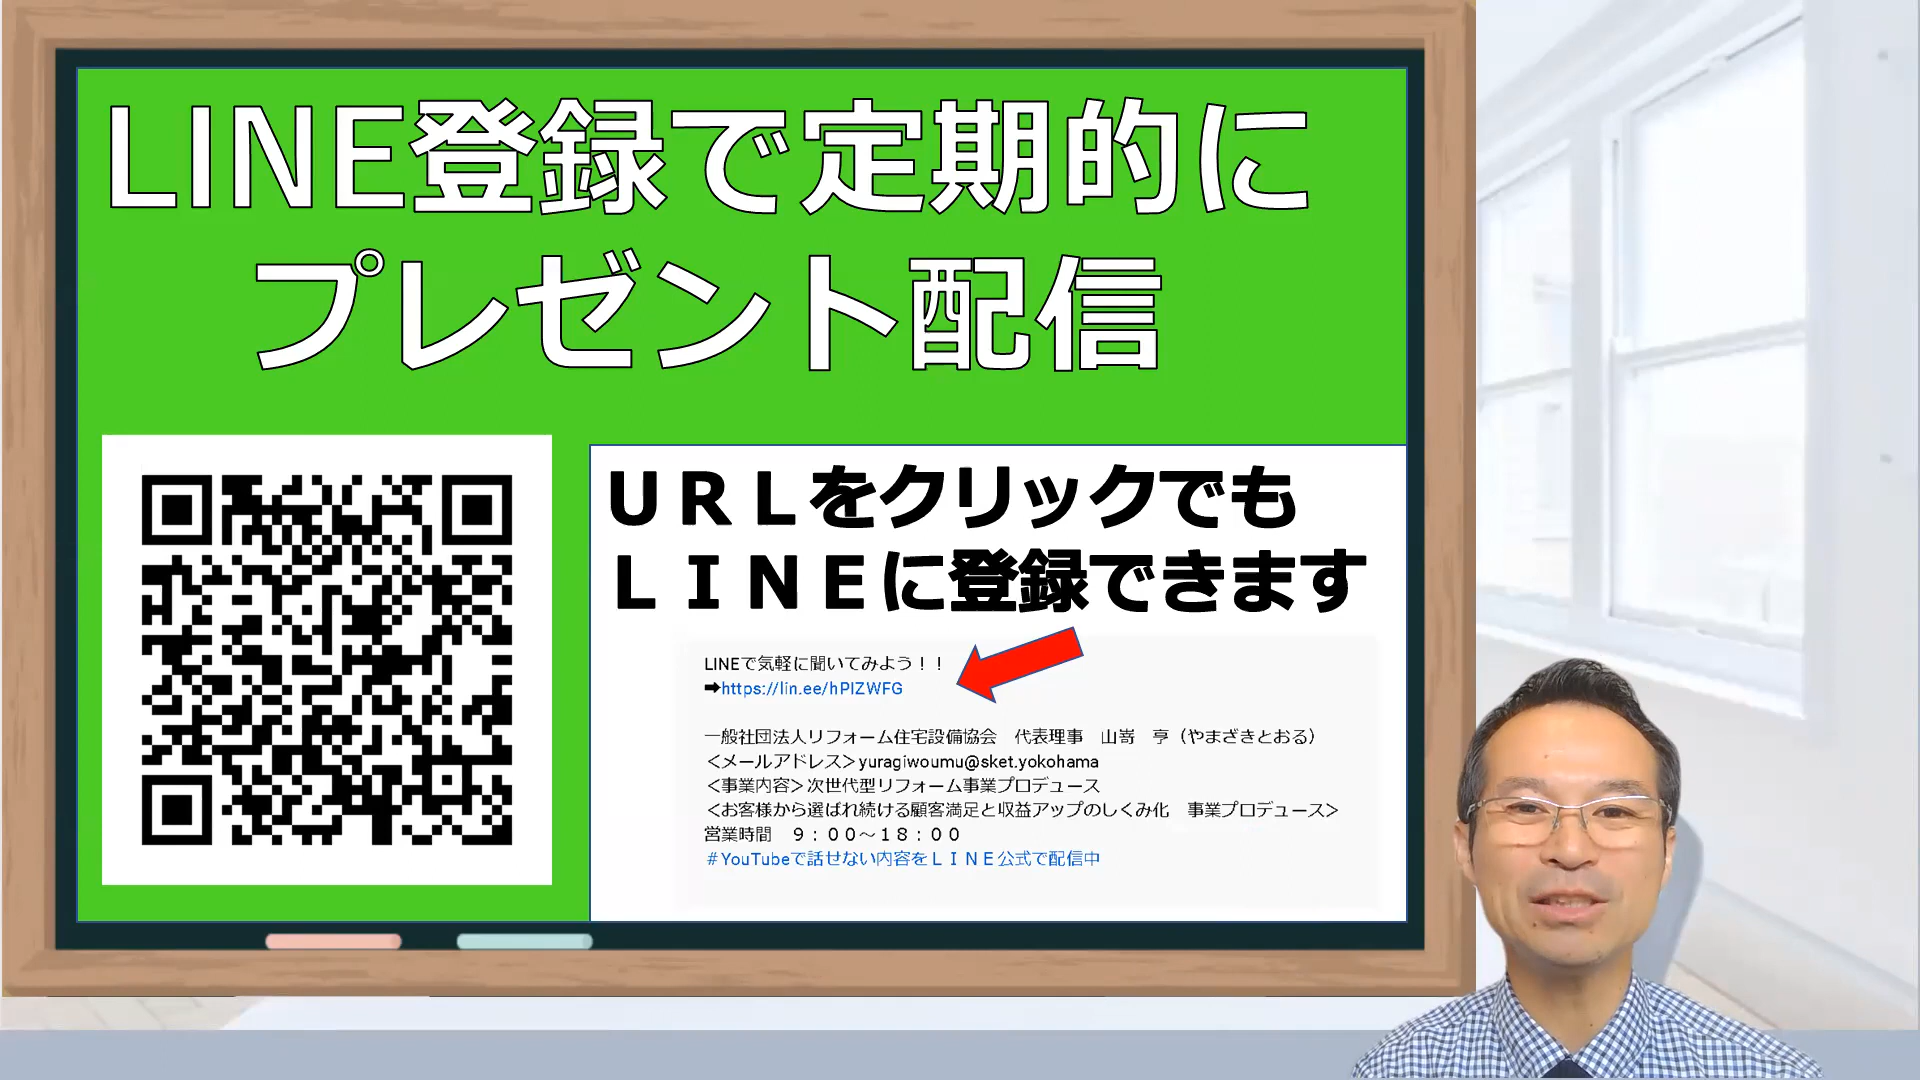 LINE登録で定期的に
プレゼント配信
ＵＲＬをクリックでも
ＬＩＮＥに登録できます
LINEで気軽に聞いてみよう！！
➡https://lin.ee/hPIZWFG
一般社団法人リフォーム住宅設備協会　代表理事　山嵜　亨（やまざきとおる）
＜メールアドレス＞yuragiwoumu@sket.yokohama
＜事業内容＞次世代型リフォーム事業プロデュース
＜お客様から選ばれ続ける顧客満足と収益アップのしくみ化　事業プロデュース＞
営業時間　９：００～１８：００
＃YouTubeで話せない内容をＬＩＮＥ公式で配信中